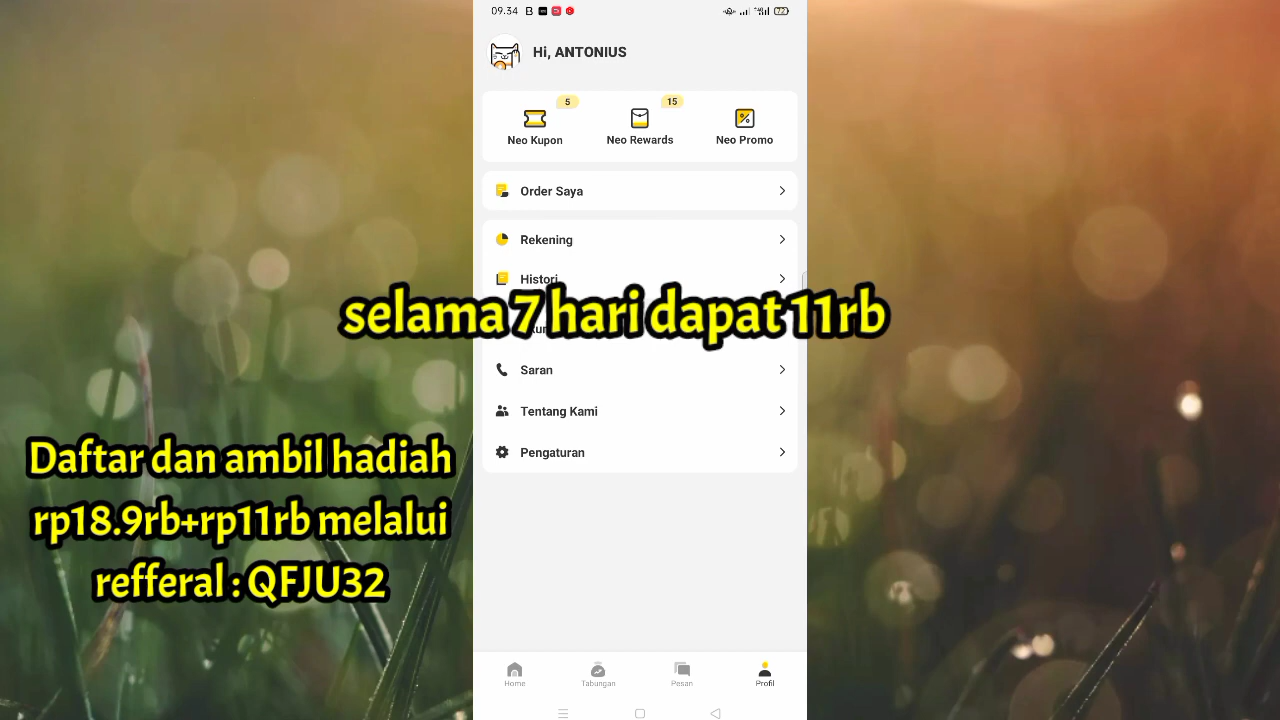 09.34
72
Hi, ANTONIUS
5
15
Neo Kupon
Neo Rewards
Neo Promo
Order Saya
Rekening
Histori
selama 7 hari dapat 11rb
Saran
Tentang Kami
Pengaturan
Daftar dan ambil hadiah
rp18.9rb+rp11rb melalui
refferal : QFJU32
Home
Tabungan
Pesan
Profil